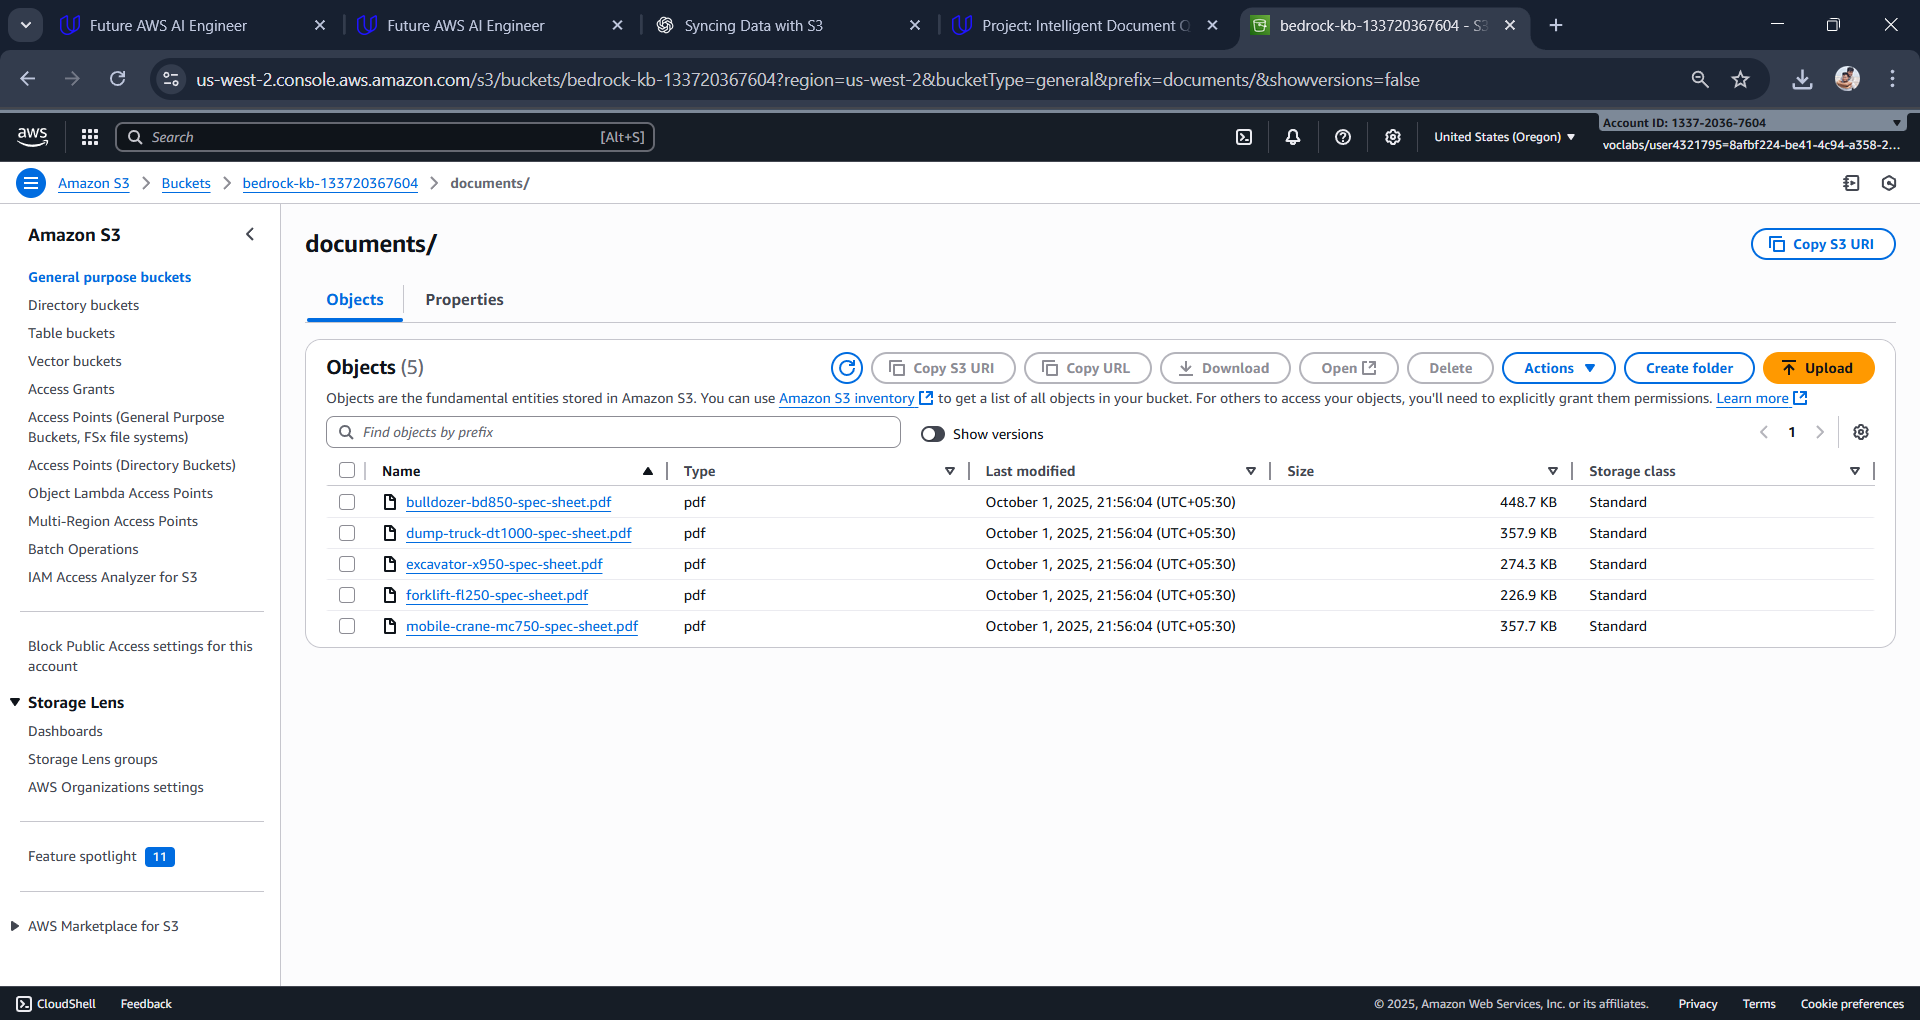 Future AWS AI Engineer
Future AWS AI Engineer
Syncing Data with S3
Project: Intelligent Document Q
bedrock-kb-133720367604 - S3
us-west-2.console.aws.amazon.com/s3/buckets/bedrock-kb-133720367604?region=us-west-2&bucketType=general&prefix=documents/&showversions=false
aws
Search
[Alt+S]
United States (Oregon)
Account ID: 1337-2036-7604
voclabs/user4321795=8afbf224-be41-4c94-a358-2...
Amazon S3
Buckets
bedrock-kb-133720367604
documents/
Amazon S3
General purpose buckets
Directory buckets
Table buckets
Vector buckets
Access Grants
Access Points (General Purpose
Buckets, FSx file systems)
Access Points (Directory Buckets)
Object Lambda Access Points
Multi-Region Access Points
Batch Operations
IAM Access Analyzer for S3
Block Public Access settings for this
account
Storage Lens
Dashboards
Storage Lens groups
AWS Organizations settings
Feature spotlight 11
AWS Marketplace for S3
documents/
Copy S3 URI
Objects
Properties
Objects (5)
Copy S3 URI
Copy URL
Download
Open
Delete
Actions
Create folder
Upload
Objects are the fundamental entities stored in Amazon S3. You can use Amazon S3 inventory to get a list of all objects in your bucket. For others to access your objects, you'll need to explicitly grant them permissions. Learn more
Find objects by prefix
Show versions
1
Name Type Last modified Size Storage class
bulldozer-bd850-spec-sheet.pdf pdf October 1, 2025, 21:56:04 (UTC+05:30) 448.7 KB Standard
dump-truck-dt1000-spec-sheet.pdf pdf October 1, 2025, 21:56:04 (UTC+05:30) 357.9 KB Standard
excavator-x950-spec-sheet.pdf pdf October 1, 2025, 21:56:04 (UTC+05:30) 274.3 KB Standard
forklift-fl250-spec-sheet.pdf pdf October 1, 2025, 21:56:04 (UTC+05:30) 226.9 KB Standard
mobile-crane-mc750-spec-sheet.pdf pdf October 1, 2025, 21:56:04 (UTC+05:30) 357.7 KB Standard
CloudShell
Feedback
© 2025, Amazon Web Services, Inc. or its affiliates.
Privacy
Terms
Cookie preferences